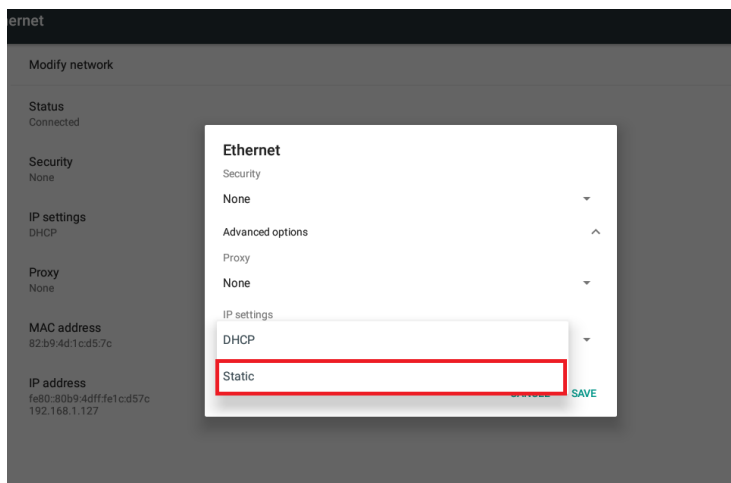 ernet
Modify network
Status
Connected
Security
None
IP settings
DHCP
Proxy
None
MAC address
82:b9:4d:1c:d5:7c
IP address
fe80::80b9:4dff:fe1c:d57c
192.168.1.127
Ethernet
Security
None
Advanced options
Proxy
None
IP settings
DHCP
Static
CANCEL SAVE